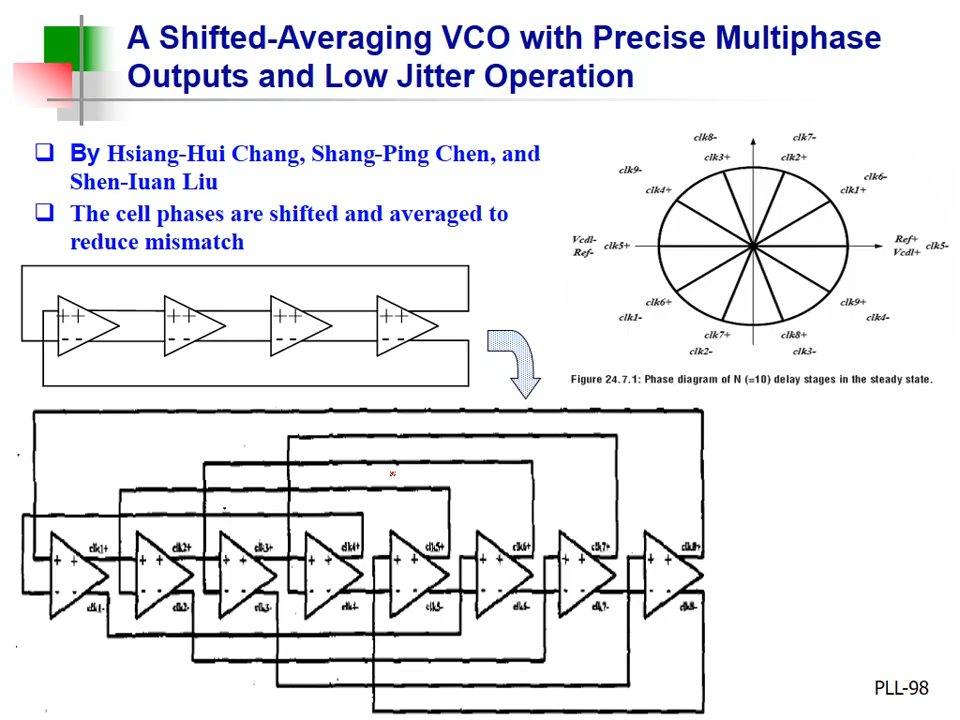 A Shifted-Averaging VCO with Precise Multiphase
Outputs and Low Jitter Operation
❑ By Hsiang-Hui Chang, Shang-Ping Chen, and
Shen-Iuan Liu
❑ The cell phases are shifted and averaged to
reduce mismatch
clk8- clk7-
clk3+ clk2+
clk9- clk6-
clk4+ clk1+
Vcdl- Ref+
clk5+ clk5-
Ref- Vcdl+
clk6+ clk9+
clk1- clk4-
clk7+ clk8+
clk2- clk3-
Figure 24.7.1: Phase diagram of N (=10) delay stages in the steady state.
+ + + + + + + +
- - - - - - - -
clk1+ clk2+ clk3+ clk4+ clk5+ clk6+ clk7+ clk8+
+ + + + + + + + + + + + + + + +
- - - - - - - - - - - - - - - -
clk1- clk2- clk3- clk4- clk5- clk6- clk7- clk8-
PLL-98